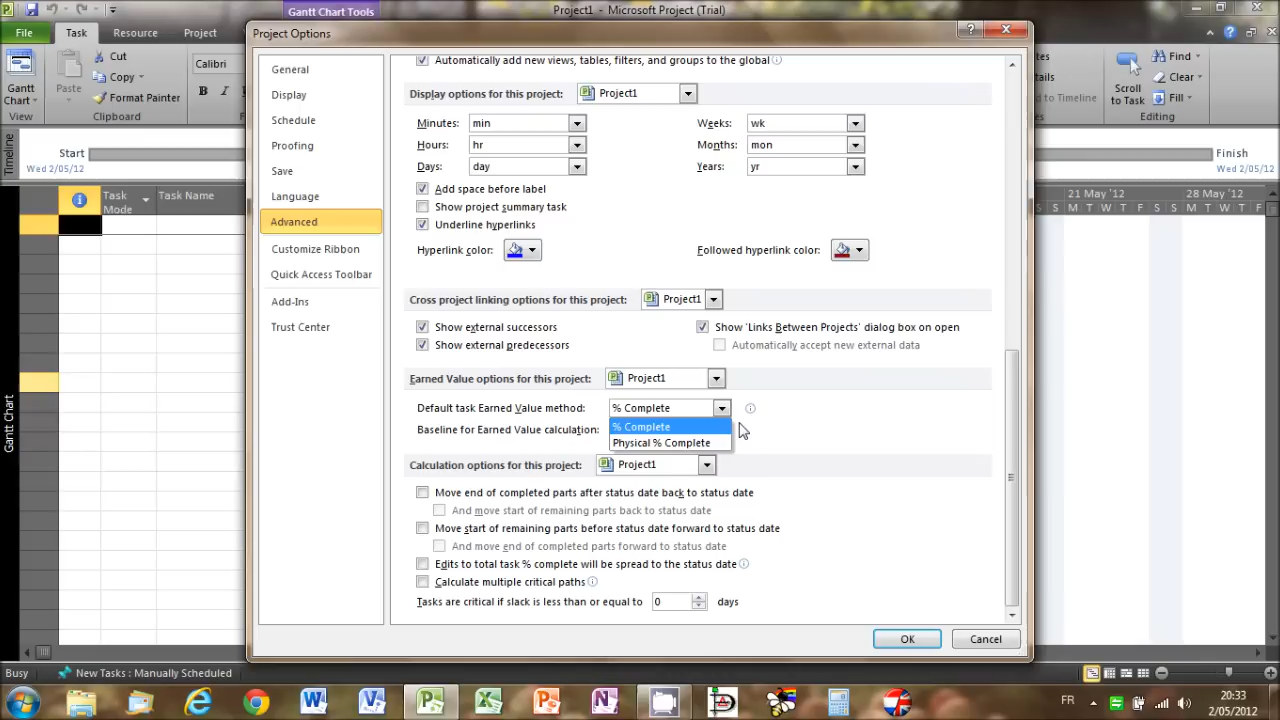 Gantt Chart Tools
Project1 - Microsoft Project (Trial)
File
Task
Resource
Project
Project Options
Gantt
Chart
View
Paste
Cut
Copy
Format Painter
Clipboard
Calibri
B
I
Scroll
to Task
Find
Clear
Fill
Editing
to Timeline
Timeline
Start
Wed 2/05/12
Finish
Wed 2/05/12
Task
Mode
Task Name
21 May '12
28 May '12
S S M T W T F S S M T W T F
Gantt Chart
General
Display
Schedule
Proofing
Save
Language
Advanced
Customize Ribbon
Quick Access Toolbar
Add-Ins
Trust Center
Automatically add new views, tables, filters, and groups to the global
Display options for this project: Project1
Minutes: min Weeks: wk
Hours: hr Months: mon
Days: day Years: yr
Add space before label
Show project summary task
Underline hyperlinks
Hyperlink color: Followed hyperlink color:
Cross project linking options for this project: Project1
Show external successors Show 'Links Between Projects' dialog box on open
Show external predecessors Automatically accept new external data
Earned Value options for this project: Project1
Default task Earned Value method: % Complete
% Complete
Baseline for Earned Value calculation:
Physical % Complete
Calculation options for this project: Project1
Move end of completed parts after status date back to status date
And move start of remaining parts back to status date
Move start of remaining parts before status date forward to status date
And move end of completed parts forward to status date
Edits to total task % complete will be spread to the status date
Calculate multiple critical paths
Tasks are critical if slack is less than or equal to 0 days
OK Cancel
Busy New Tasks : Manually Scheduled
FR
20:33
2/05/2012